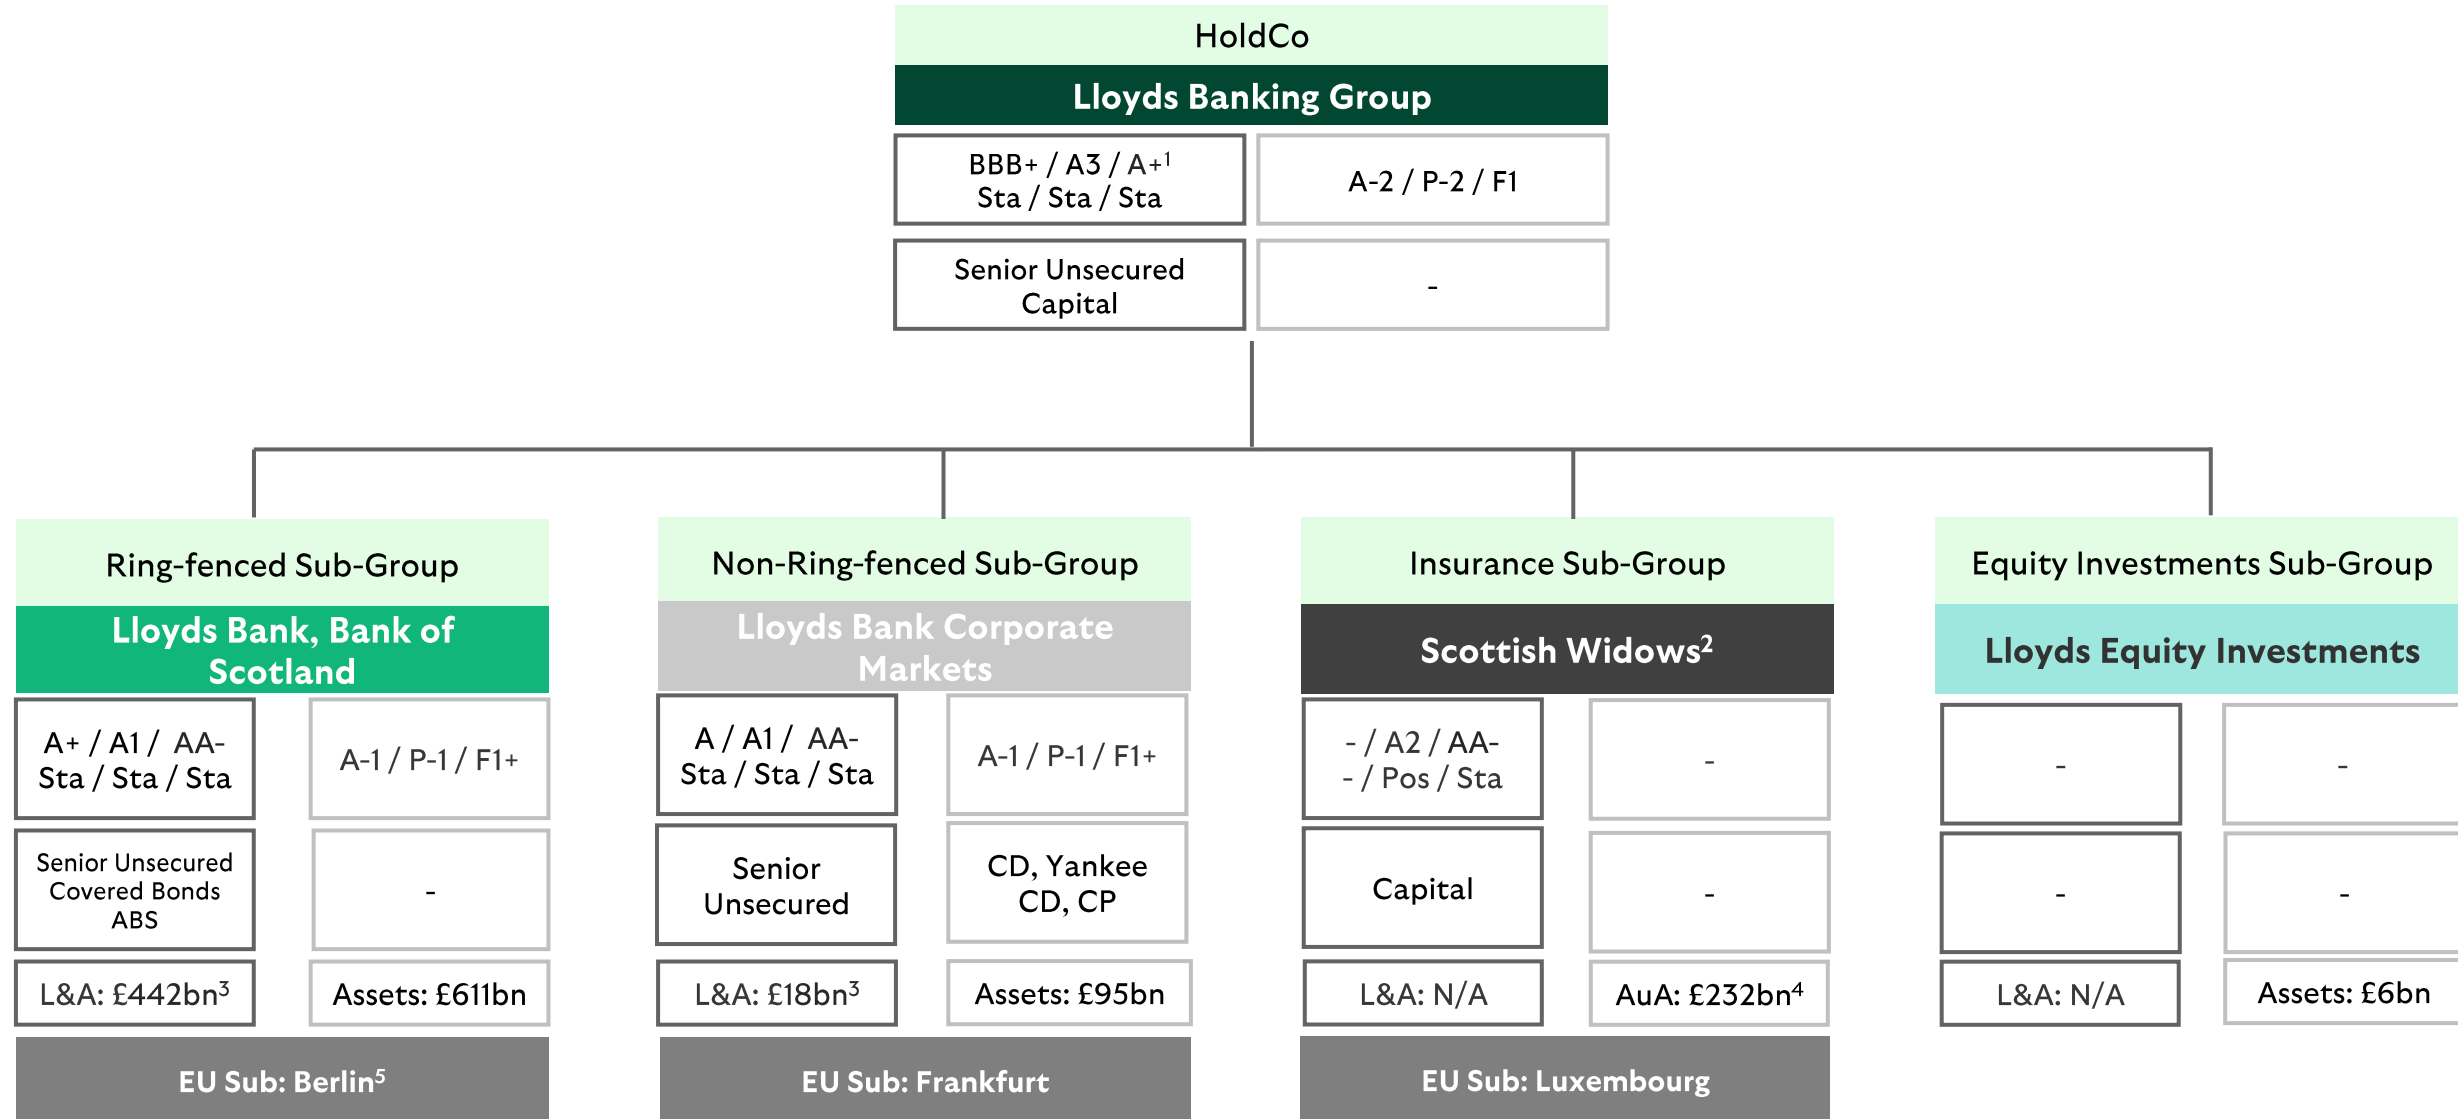 HoldCo
Lloyds Banking Group
BBB+ / A3 / A+¹
Sta / Sta / Sta
A-2 / P-2 / F1
Senior Unsecured
Capital
-
Ring-fenced Sub-Group
Lloyds Bank, Bank of
Scotland
A+ / A1 / AA-
Sta / Sta / Sta
A-1 / P-1 / F1+
Senior Unsecured
Covered Bonds
ABS
-
L&A: £442bn³
Assets: £611bn
EU Sub: Berlin⁵
Non-Ring-fenced Sub-Group
Lloyds Bank Corporate
Markets
A / A1 / AA-
Sta / Sta / Sta
A-1 / P-1 / F1+
Senior
Unsecured
CD, Yankee
CD, CP
L&A: £18bn³
Assets: £95bn
EU Sub: Frankfurt
Insurance Sub-Group
Scottish Widows²
- / A2 / AA-
- / Pos / Sta
-
Capital
-
L&A: N/A
AuA: £232bn⁴
EU Sub: Luxembourg
Equity Investments Sub-Group
Lloyds Equity Investments
-
-
-
-
L&A: N/A
Assets: £6bn